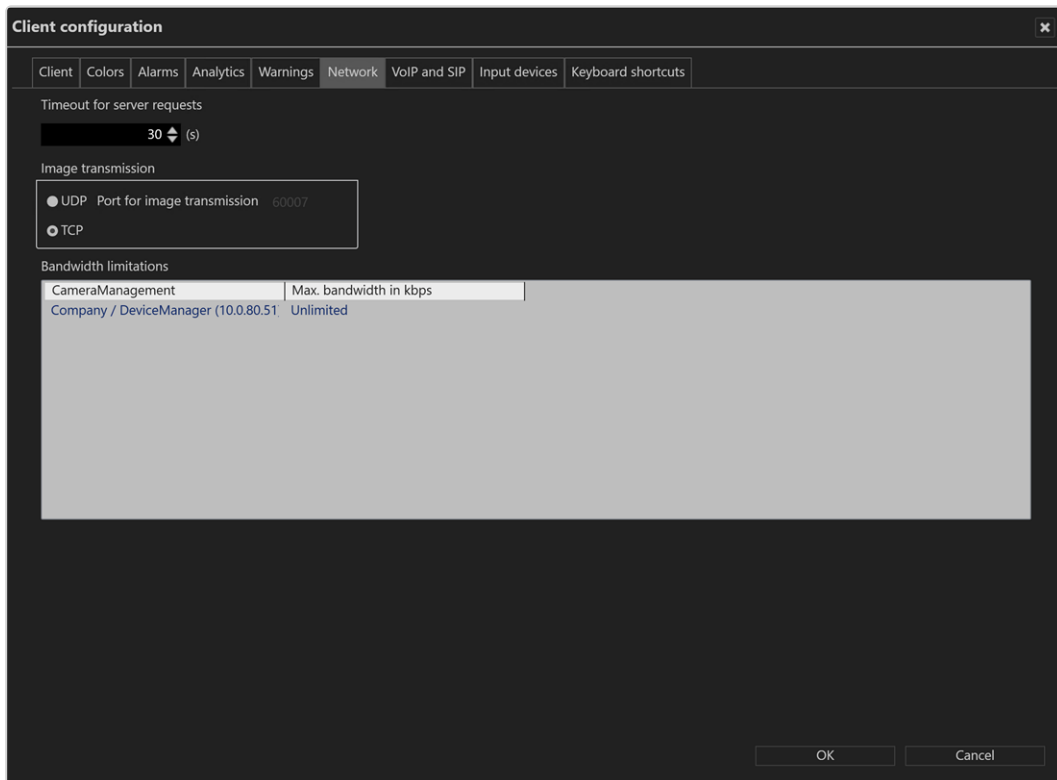 Client configuration
Client Colors Alarms Analytics Warnings Network VoIP and SIP Input devices Keyboard shortcuts
Timeout for server requests
30 (s)
Image transmission
UDP Port for image transmission 60007
TCP
Bandwidth limitations
CameraManagement Max. bandwidth in kbps
Company / DeviceManager (10.0.80.51) Unlimited
OK Cancel